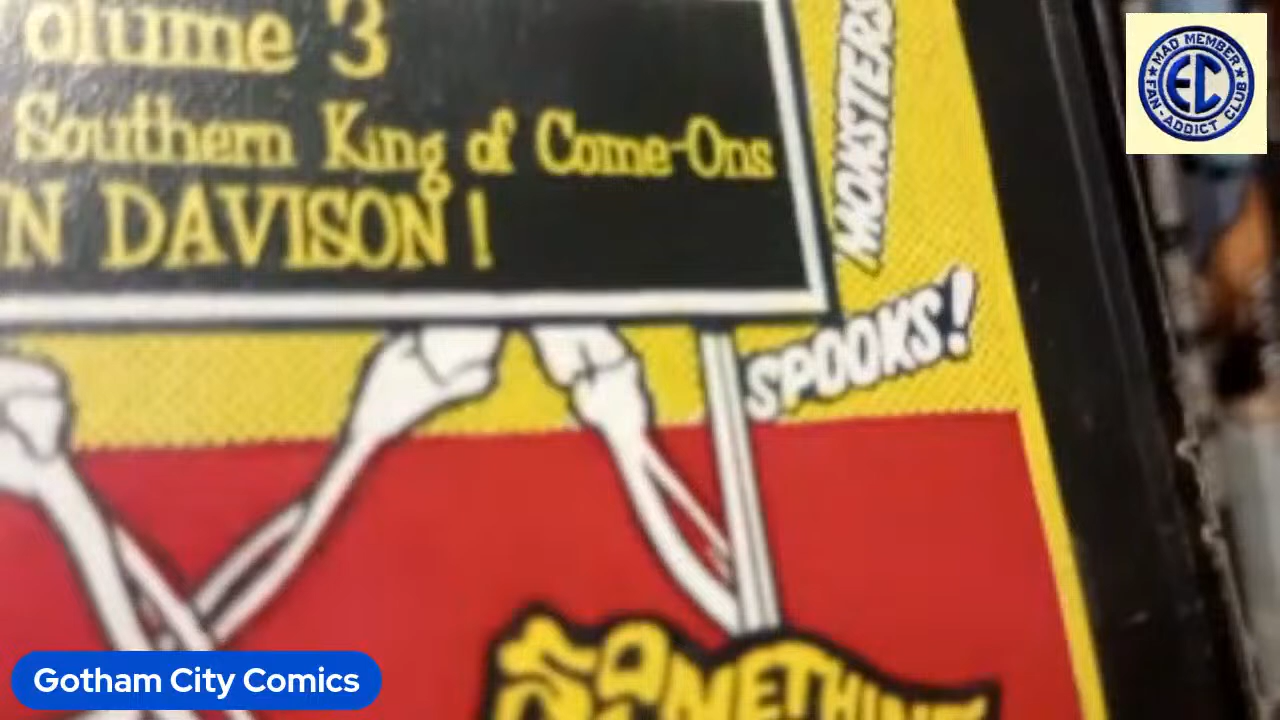 olume 3
Southern King of Come-Ons
N DAVISON!
MONSTERS
SPOOKS!
SOMETHING
MAD MEMBER
EC
FAN-ADDICT CLUB
Gotham City Comics